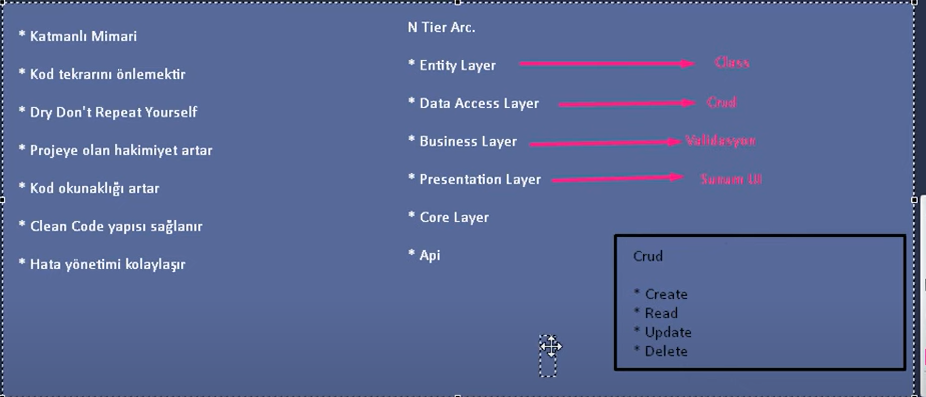 * Katmanlı Mimari
* Kod tekrarını önlemektir
* Dry Don't Repeat Yourself
* Projeye olan hakimiyet artar
* Kod okunaklığı artar
* Clean Code yapısı sağlanır
* Hata yönetimi kolaylaşır
N Tier Arc.
* Entity Layer Class
* Data Access Layer Crud
* Business Layer Validasyon
* Presentation Layer Sunum UI
* Core Layer
* Api
Crud
* Create
* Read
* Update
* Delete